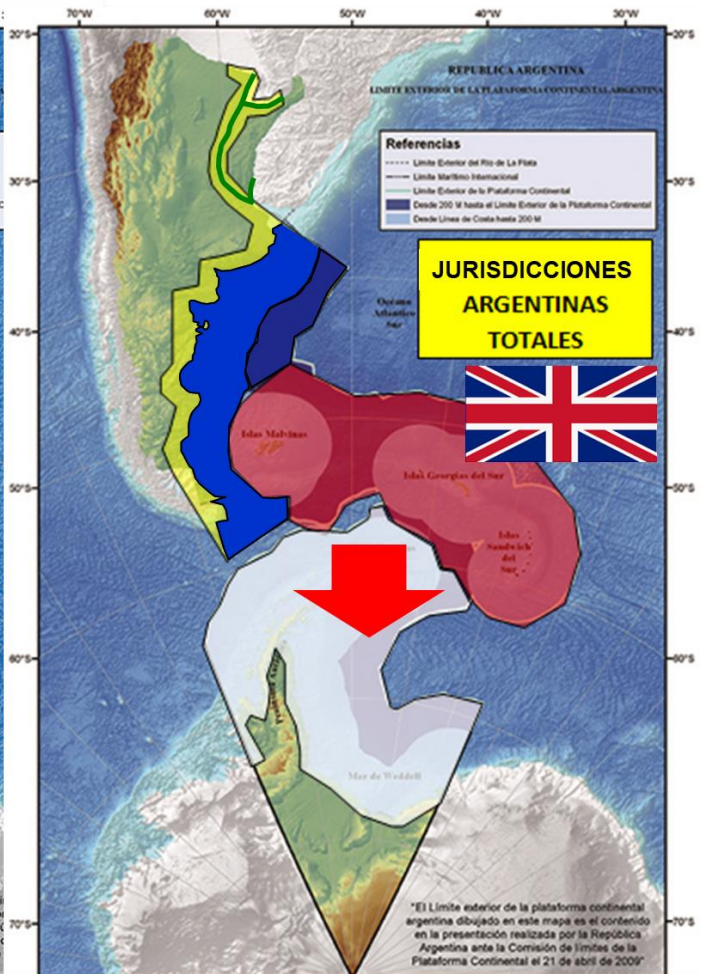 70°W 60°W 50°W 40°W 30°W
20°S 20°S
REPUBLICA ARGENTINA
LIMITE EXTERIOR DE LA PLATAFORMA CONTINENTAL ARGENTINA
Referencias
Límite Exterior del Río de La Plata
Límite Marítimo Internacional
Límite Exterior de la Plataforma Continental
Desde 200 M hasta el Límite Exterior de la Plataforma Continental
Desde Línea de Costa hasta 200 M
30°S 30°S
JURISDICCIONES
ARGENTINAS
TOTALES
Océano
Atlántico
Sur
40°S 40°S
Islas Malvinas
Islas Georgias del Sur
50°S 50°S
Islas
Sandwich
del
Sur
60°S 60°S
Mar de Weddell
"El Límite exterior de la plataforma continental
argentina dibujado en este mapa es el contenido
en la presentación realizada por la República
Argentina ante la Comisión de límites de la
Plataforma Continental el 21 de abril de 2009"
70°S 70°S